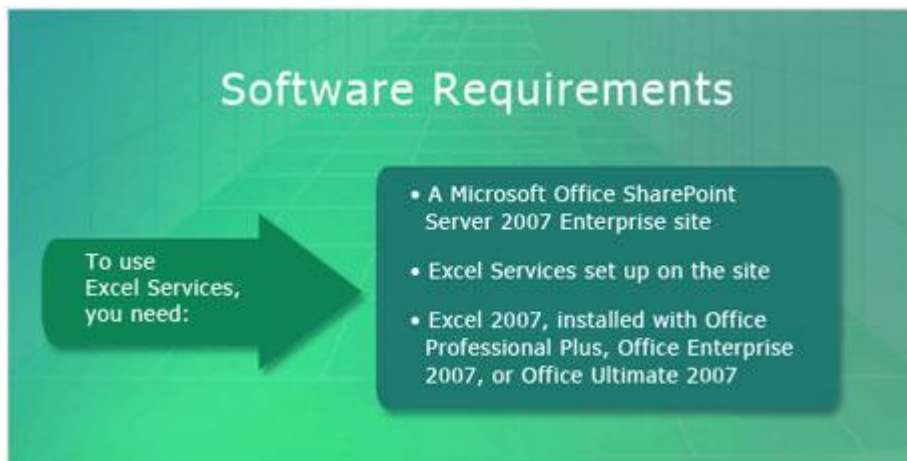 Software Requirements
To use
Excel Services,
you need:
• A Microsoft Office SharePoint
Server 2007 Enterprise site
• Excel Services set up on the site
• Excel 2007, installed with Office
Professional Plus, Office Enterprise
2007, or Office Ultimate 2007